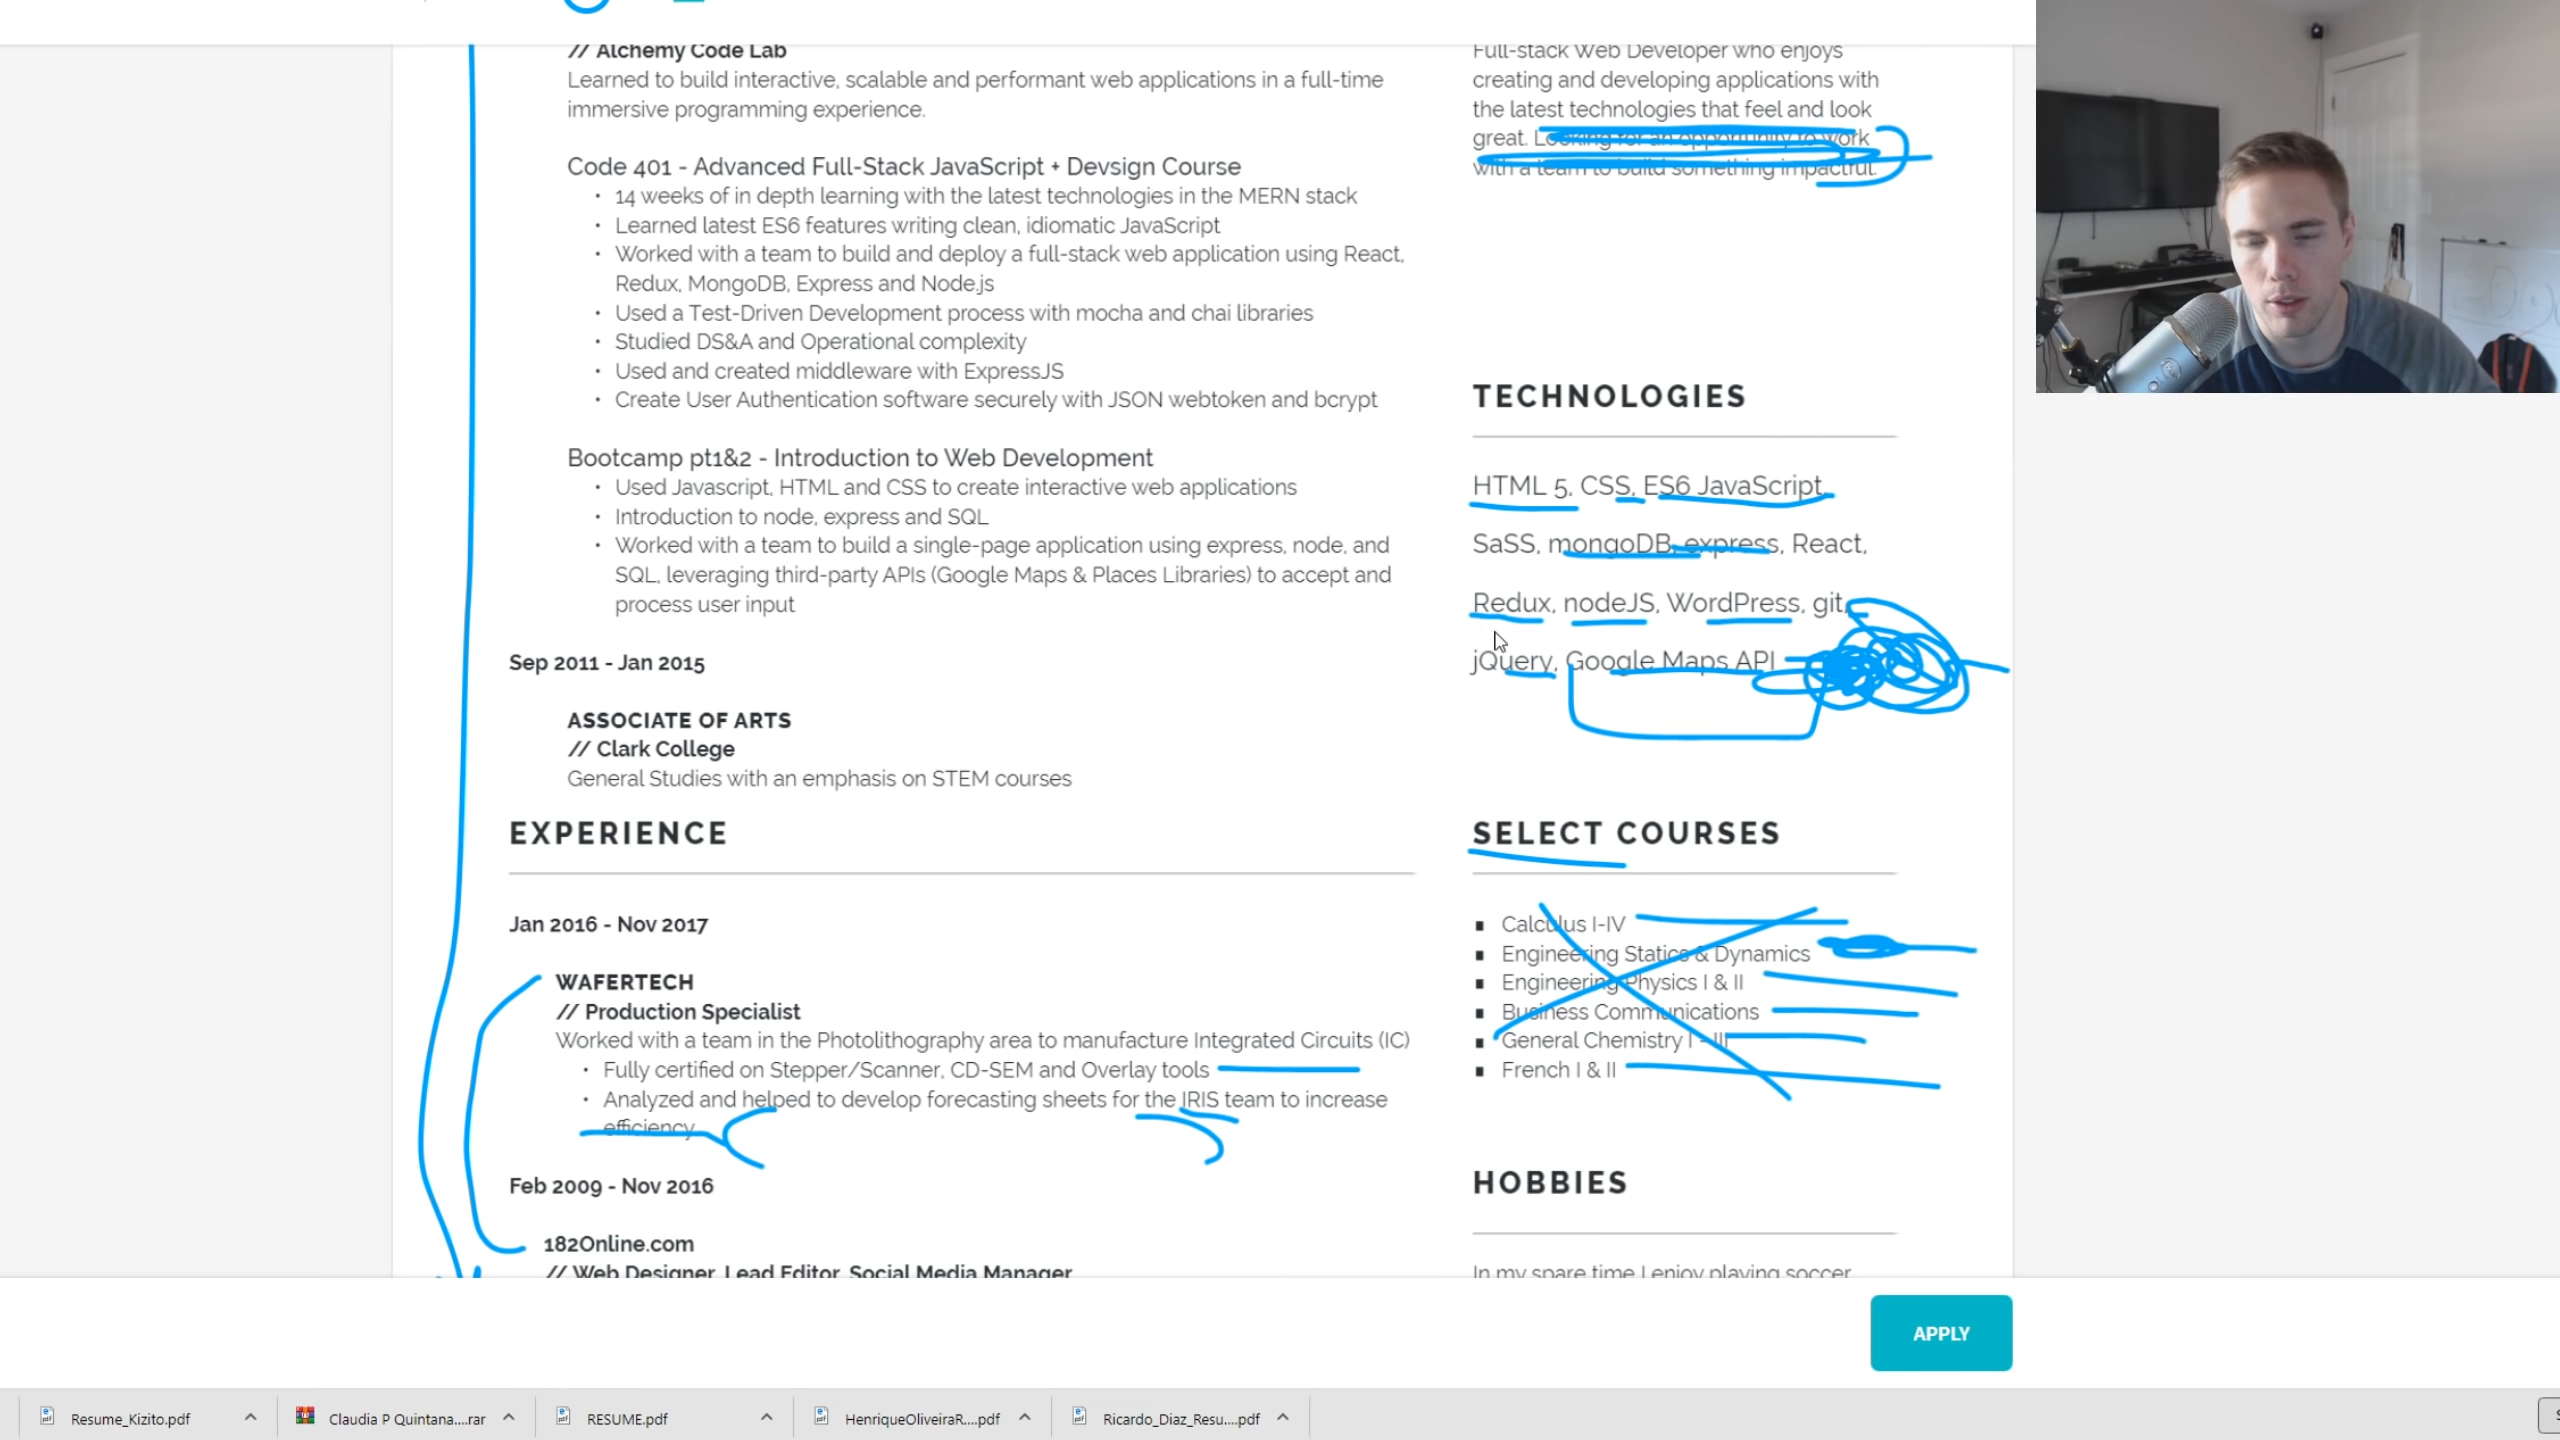 // Alchemy Code Lab
Learned to build interactive, scalable and performant web applications in a full-time
immersive programming experience.
Code 401 - Advanced Full-Stack JavaScript + Devsign Course
• 14 weeks of in depth learning with the latest technologies in the MERN stack
• Learned latest ES6 features writing clean, idiomatic JavaScript
• Worked with a team to build and deploy a full-stack web application using React,
Redux, MongoDB, Express and Node.js
• Used a Test-Driven Development process with mocha and chai libraries
• Studied DS&A and Operational complexity
• Used and created middleware with ExpressJS
• Create User Authentication software securely with JSON webtoken and bcrypt
Bootcamp pt1&2 - Introduction to Web Development
• Used Javascript, HTML and CSS to create interactive web applications
• Introduction to node, express and SQL
• Worked with a team to build a single-page application using express, node, and
SQL, leveraging third-party APIs (Google Maps & Places Libraries) to accept and
process user input
Sep 2011 - Jan 2015
ASSOCIATE OF ARTS
// Clark College
General Studies with an emphasis on STEM courses
EXPERIENCE
Jan 2016 - Nov 2017
WAFERTECH
// Production Specialist
Worked with a team in the Photolithography area to manufacture Integrated Circuits (IC)
• Fully certified on Stepper/Scanner, CD-SEM and Overlay tools
• Analyzed and helped to develop forecasting sheets for the IRIS team to increase
efficiency
Feb 2009 - Nov 2016
182Online.com
// Web Designer, Lead Editor, Social Media Manager
Full-stack Web Developer who enjoys
creating and developing applications with
the latest technologies that feel and look
great. Looking for an opportunity to work
with a team to build something impactful.
TECHNOLOGIES
HTML 5, CSS, ES6 JavaScript,
SaSS, mongoDB, express, React,
Redux, nodeJS, WordPress, git,
jQuery, Google Maps API
SELECT COURSES
▪ Calculus I-IV
▪ Engineering Statics & Dynamics
▪ Engineering Physics I & II
▪ Business Communications
▪ General Chemistry I - III
▪ French I & II
HOBBIES
In my spare time I enjoy playing soccer
APPLY
Resume_Kizito.pdf
Claudia P Quintana....rar
RESUME.pdf
HenriqueOliveiraR....pdf
Ricardo_Diaz_Resu....pdf